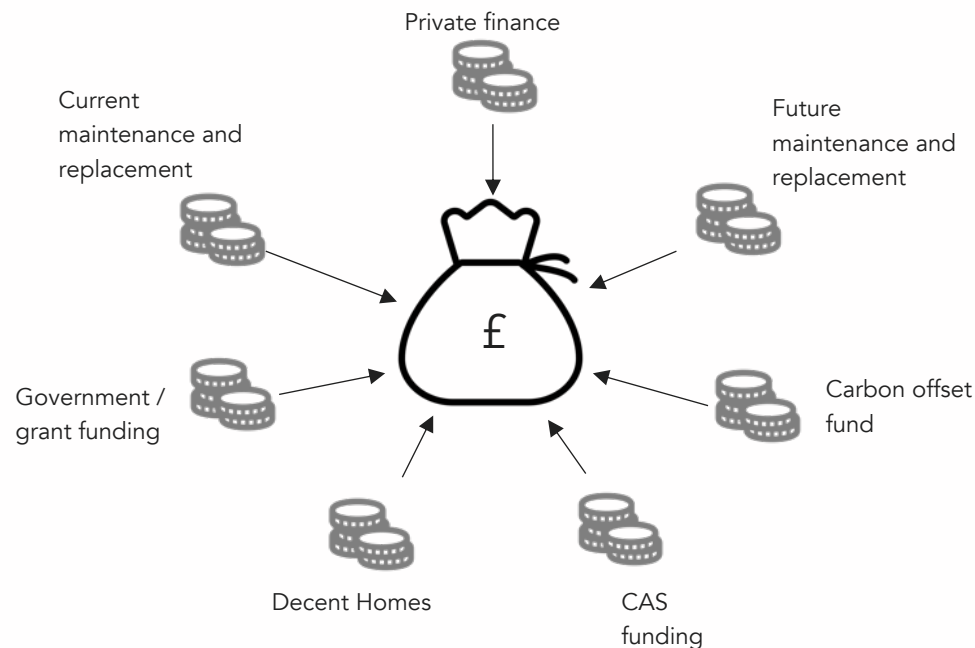 Private finance
Current
maintenance and
replacement
Future
maintenance and
replacement
£
Government /
grant funding
Carbon offset
fund
Decent Homes
CAS
funding